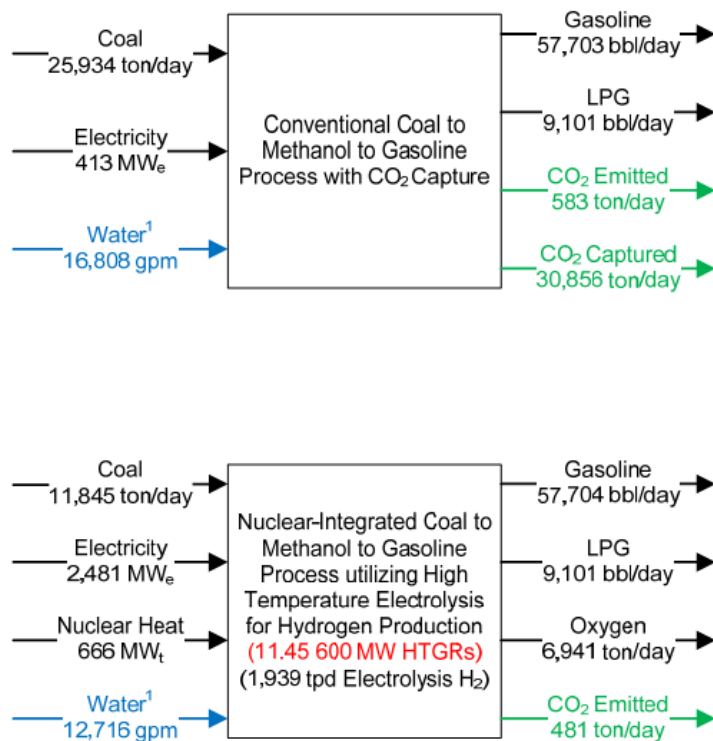 Coal
25,934 ton/day
Electricity
413 MWₑ
Water¹
16,808 gpm
Conventional Coal to
Methanol to Gasoline
Process with CO₂ Capture
Gasoline
57,703 bbl/day
LPG
9,101 bbl/day
CO₂ Emitted
583 ton/day
CO₂ Captured
30,856 ton/day
Coal
11,845 ton/day
Electricity
2,481 MWₑ
Nuclear Heat
666 MWₜ
Water¹
12,716 gpm
Nuclear-Integrated Coal to
Methanol to Gasoline
Process utilizing High
Temperature Electrolysis
for Hydrogen Production
(11.45 600 MW HTGRs)
(1,939 tpd Electrolysis H₂)
Gasoline
57,704 bbl/day
LPG
9,101 bbl/day
Oxygen
6,941 ton/day
CO₂ Emitted
481 ton/day